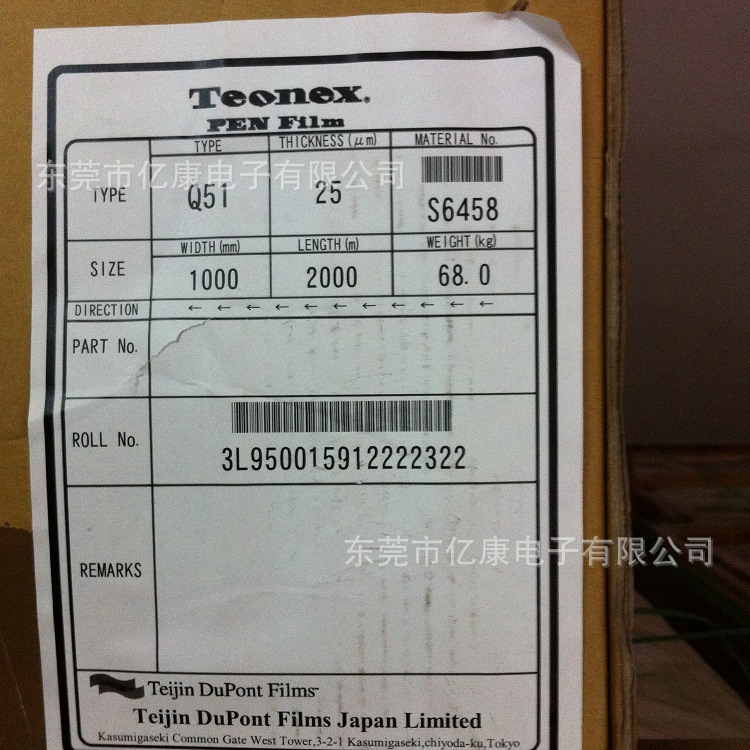 Teonex®
PEN Film
TYPE THICKNESS (μm) MATERIAL No.
东莞市亿康电子有限公司
TYPE Q51 25 S6458
WIDTH (mm) LENGTH (m) WEIGHT (kg)
SIZE 1000 2000 68.0
DIRECTION ← ← ← ← ← ← ← ← ← ← ←
PART No.
ROLL No. 3L950015912222322
东莞市亿康电子有限公司
REMARKS
Teijin DuPont Films™
Teijin DuPont Films Japan Limited
Kasumigaseki Common Gate West Tower,3-2-1 Kasumigaseki,chiyoda-ku,Tokyo